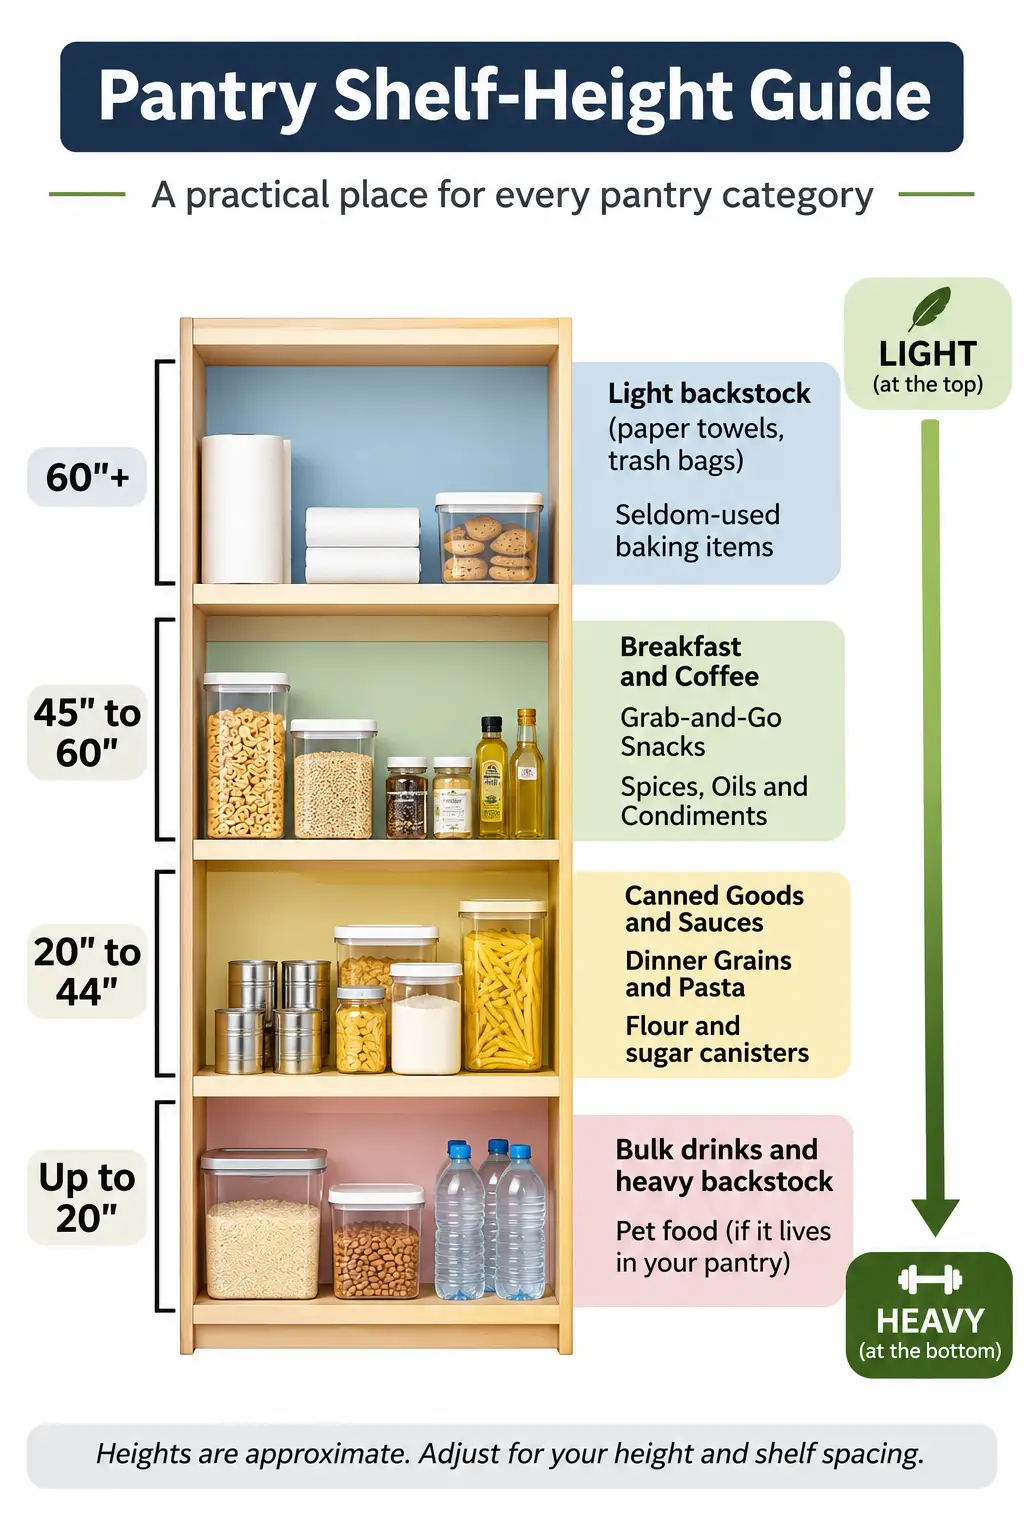 Pantry Shelf-Height Guide
A practical place for every pantry category
LIGHT
(at the top)
60"+
Light backstock
(paper towels,
trash bags)
Seldom-used
baking items
45" to
60"
Breakfast
and Coffee
Grab-and-Go
Snacks
Spices, Oils and
Condiments
20" to
44"
Canned Goods
and Sauces
Dinner Grains
and Pasta
Flour and
sugar canisters
Up to
20"
Bulk drinks and
heavy backstock
Pet food (if it lives
in your pantry)
HEAVY
(at the bottom)
Heights are approximate. Adjust for your height and shelf spacing.